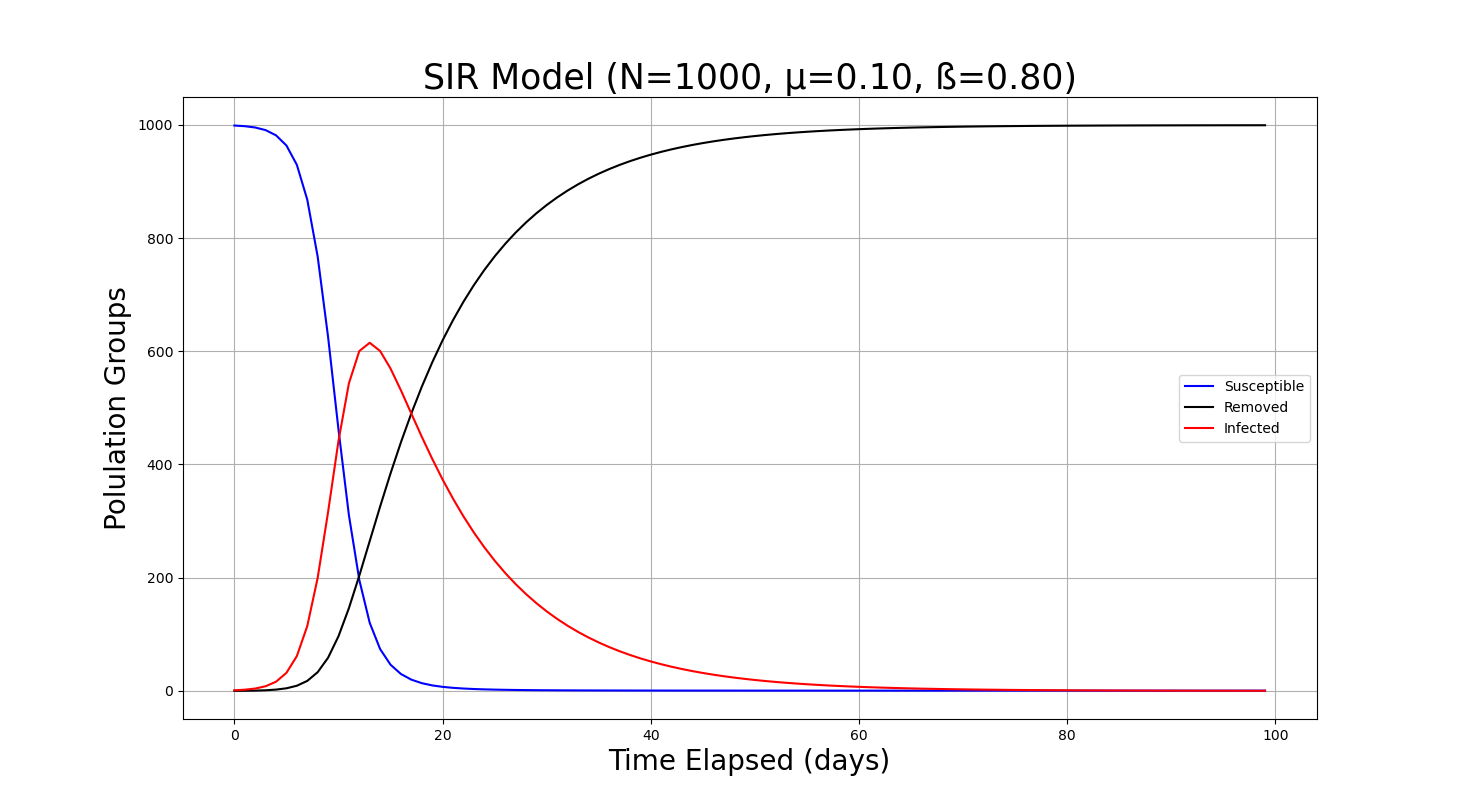 SIR Model (N=1000, μ=0.10, ß=0.80)
1000
800
600
400
200
0
Polulation Groups
Susceptible
Removed
Infected
0 20 40 60 80 100
Time Elapsed (days)